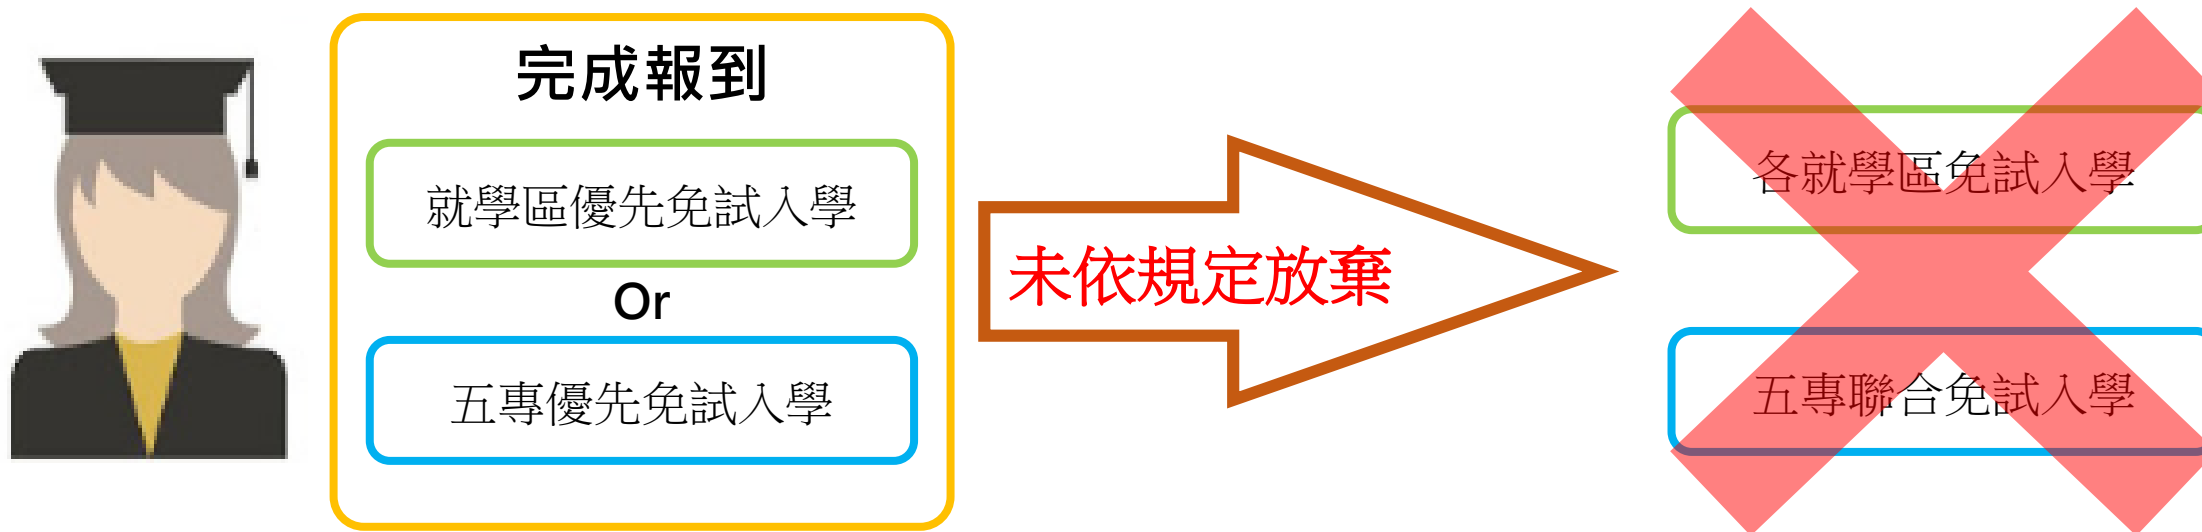 完成報到
就學區優先免試入學
Or
五專優先免試入學
未依規定放棄
各就學區免試入學
五專聯合免試入學